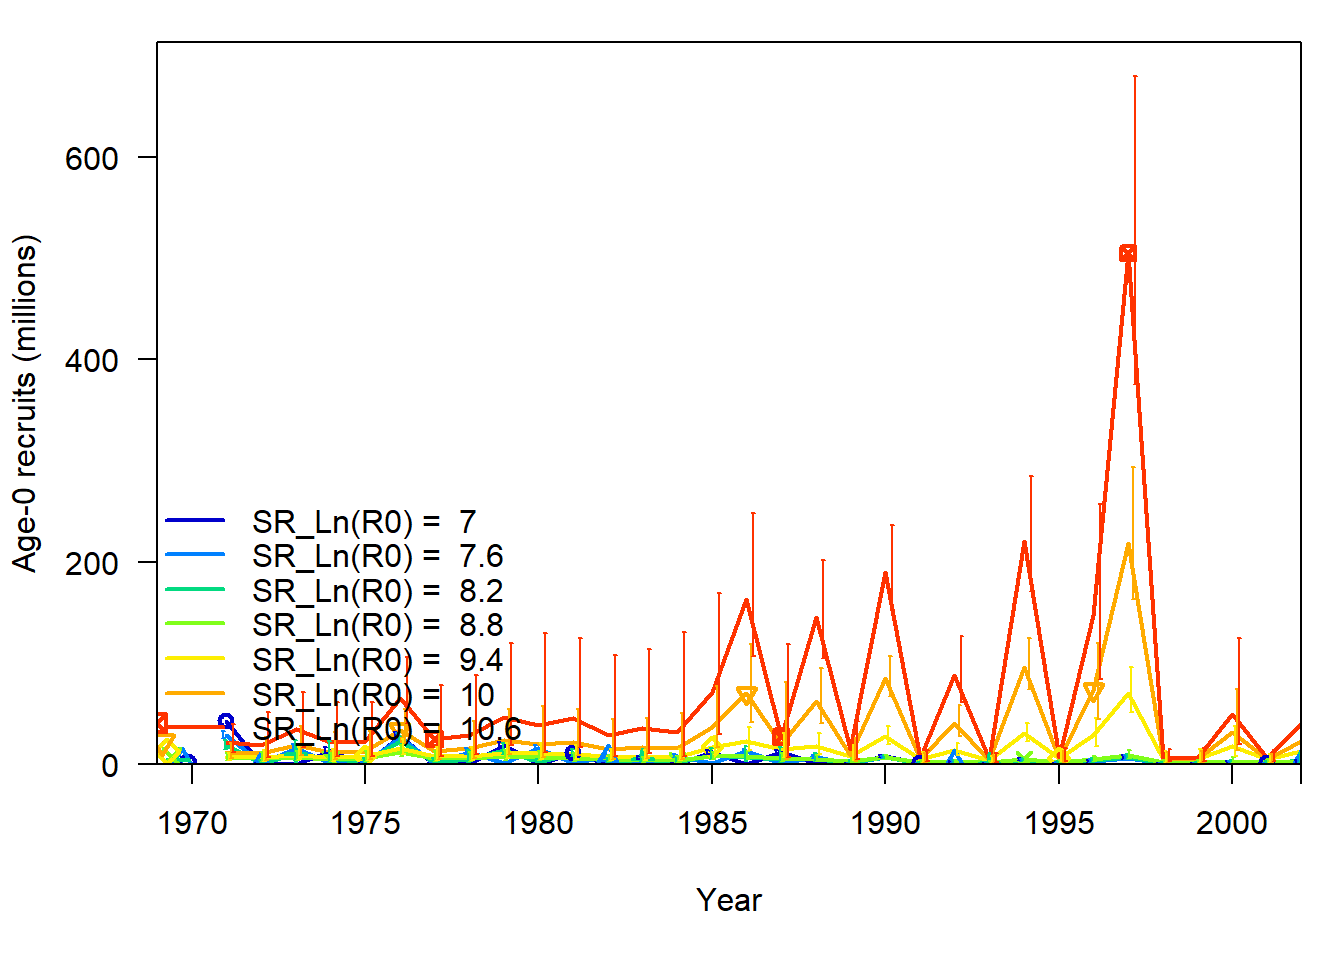 Age-0 recruits (millions)
600
400
200
0
SR_Ln(R0) = 7
SR_Ln(R0) = 7.6
SR_Ln(R0) = 8.2
SR_Ln(R0) = 8.8
SR_Ln(R0) = 9.4
SR_Ln(R0) = 10
SR_Ln(R0) = 10.6
1970 1975 1980 1985 1990 1995 2000
Year